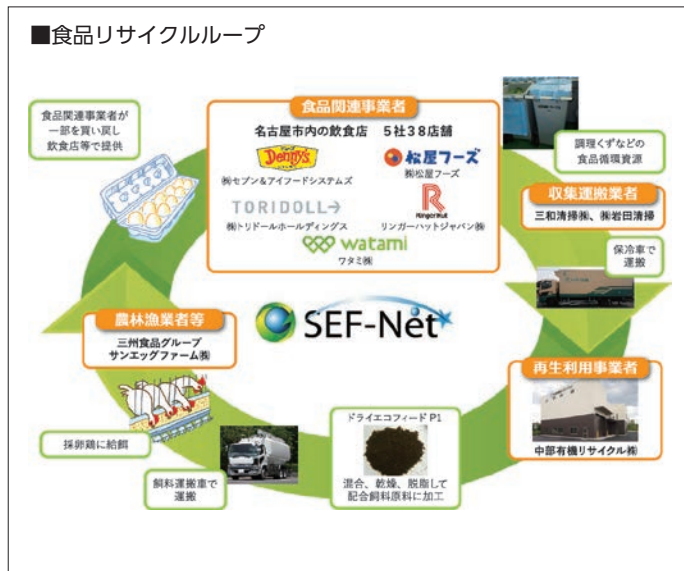 ■食品リサイクルループ
食品関連事業者
名古屋市内の飲食店 5社38店舗
Denny's
㈱セブン&アイフードシステムズ
松屋フーズ
㈱松屋フーズ
TORIDOLL
㈱トリドールホールディングス
RingerHut
リンガーハットジャパン㈱
watami
ワタミ㈱
調理くずなどの
食品循環資源
収集運搬業者
三和清掃㈱、㈱岩田清掃
保冷車で
運搬
再生利用事業者
中部有機リサイクル㈱
ドライエコフィードP1
混合、乾燥、脱脂して
配合飼料原料に加工
飼料運搬車で
運搬
採卵鶏に給餌
農林漁業者等
三州食品グループ
サンエッグファーム㈱
食品関連事業者が
一部を買い戻し
飲食店等で提供
SEF-Net